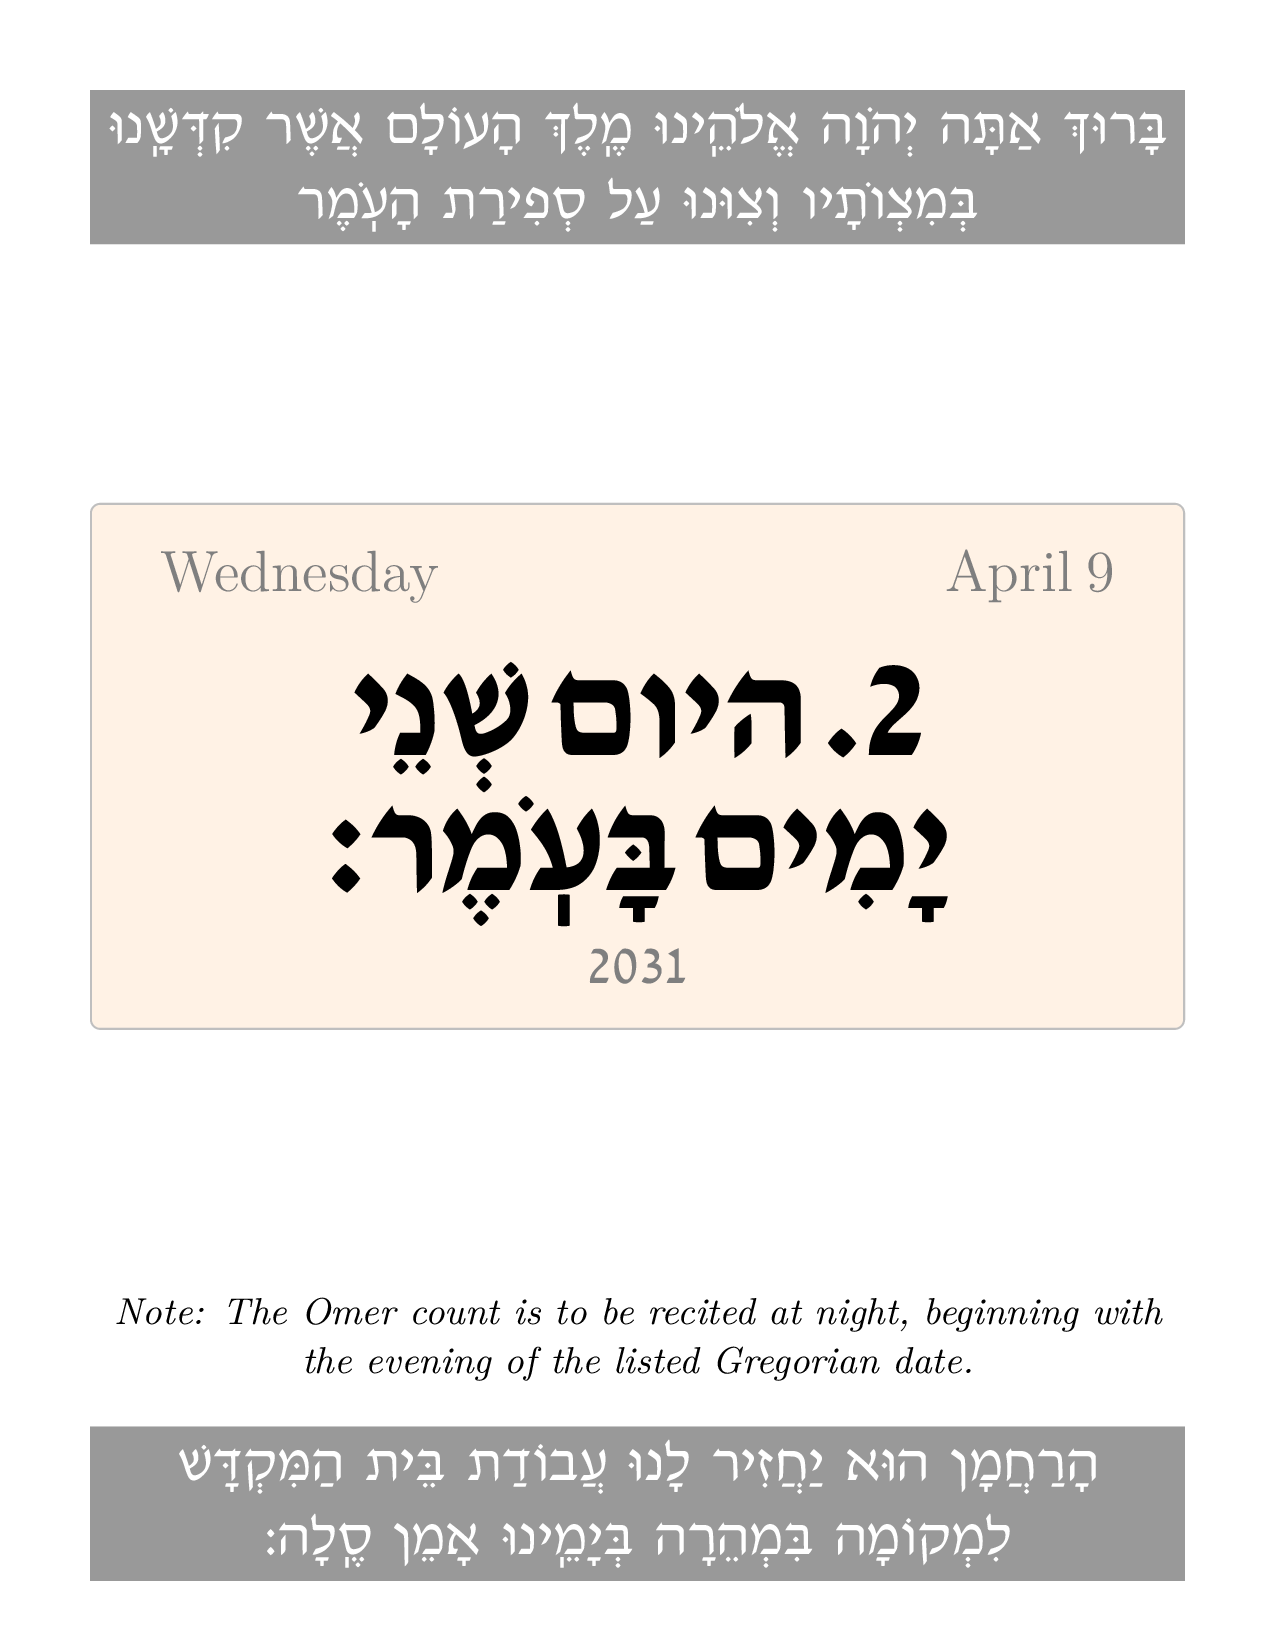 בָּרוּךְ אַתָּה יְהֹוָה אֱלֹהֵֽינוּ מֶֽלֶךְ הָעוֹלָם אֲשֶׁר קִדְּשָֽׁנוּ
בְּמִצְוֹתָיו וְצִוּנוּ עַל סְפִירַת הָעֹֽמֶר
Wednesday April 9
2. היום שְׁנֵי
יָמִים בָּעֹֽמֶר:
2031
Note: The Omer count is to be recited at night, beginning with
the evening of the listed Gregorian date.
הָרַחֲמָן הוּא יַחֲזִיר לָנוּ עֲבוֹדַת בֵּית הַמִּקְדָּשׁ
לִמְקוֹמָהּ בִּמְהֵרָה בְּיָמֵֽינוּ אָמֵן סֶֽלָה: